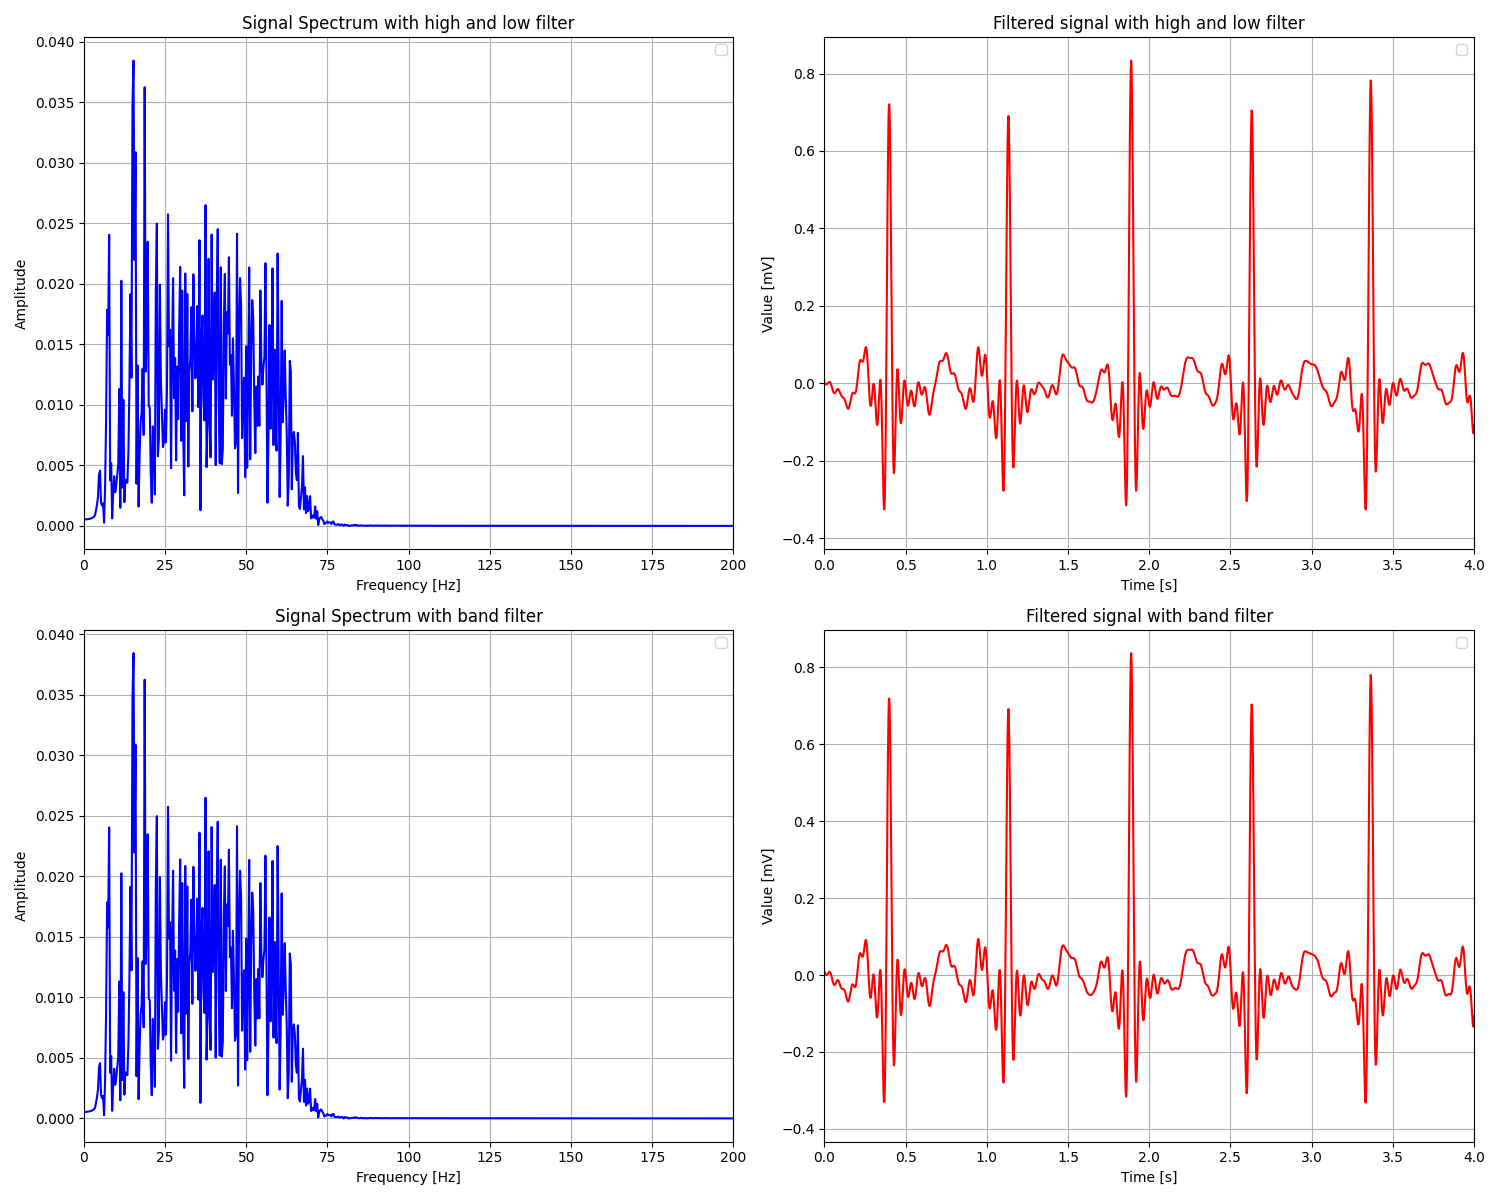 Signal Spectrum with high and low filter
0.040
0.035
0.030
0.025
0.020
0.015
0.010
0.005
0.000
Amplitude
0 25 50 75 100 125 150 175 200
Frequency [Hz]
Filtered signal with high and low filter
0.8
0.6
0.4
0.2
0.0
−0.2
−0.4
Value [mV]
0.0 0.5 1.0 1.5 2.0 2.5 3.0 3.5 4.0
Time [s]
Signal Spectrum with band filter
0.040
0.035
0.030
0.025
0.020
0.015
0.010
0.005
0.000
Amplitude
0 25 50 75 100 125 150 175 200
Frequency [Hz]
Filtered signal with band filter
0.8
0.6
0.4
0.2
0.0
−0.2
−0.4
Value [mV]
0.0 0.5 1.0 1.5 2.0 2.5 3.0 3.5 4.0
Time [s]